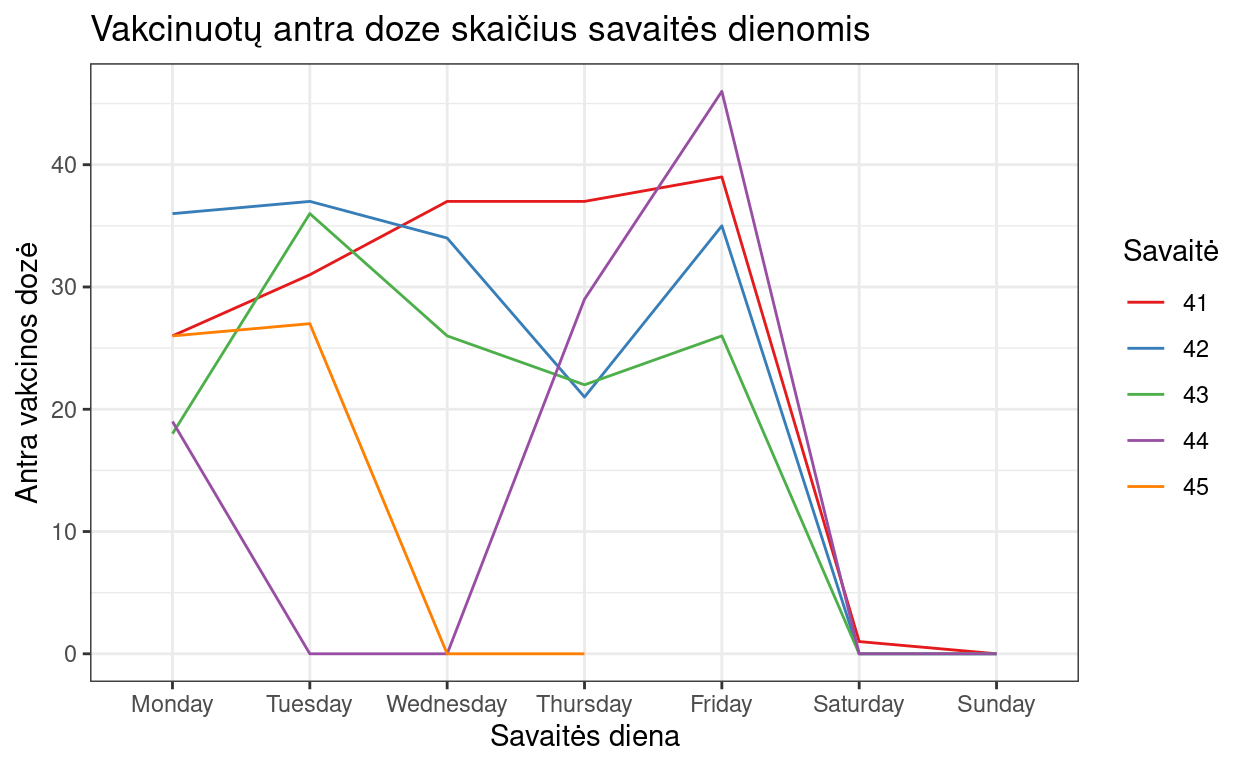 Vakcinuotų antra doze skaičius savaitės dienomis
Antra vakcinos dozė
40
30
20
10
0
Monday Tuesday Wednesday Thursday Friday Saturday Sunday
Savaitės diena
Savaitė
41
42
43
44
45